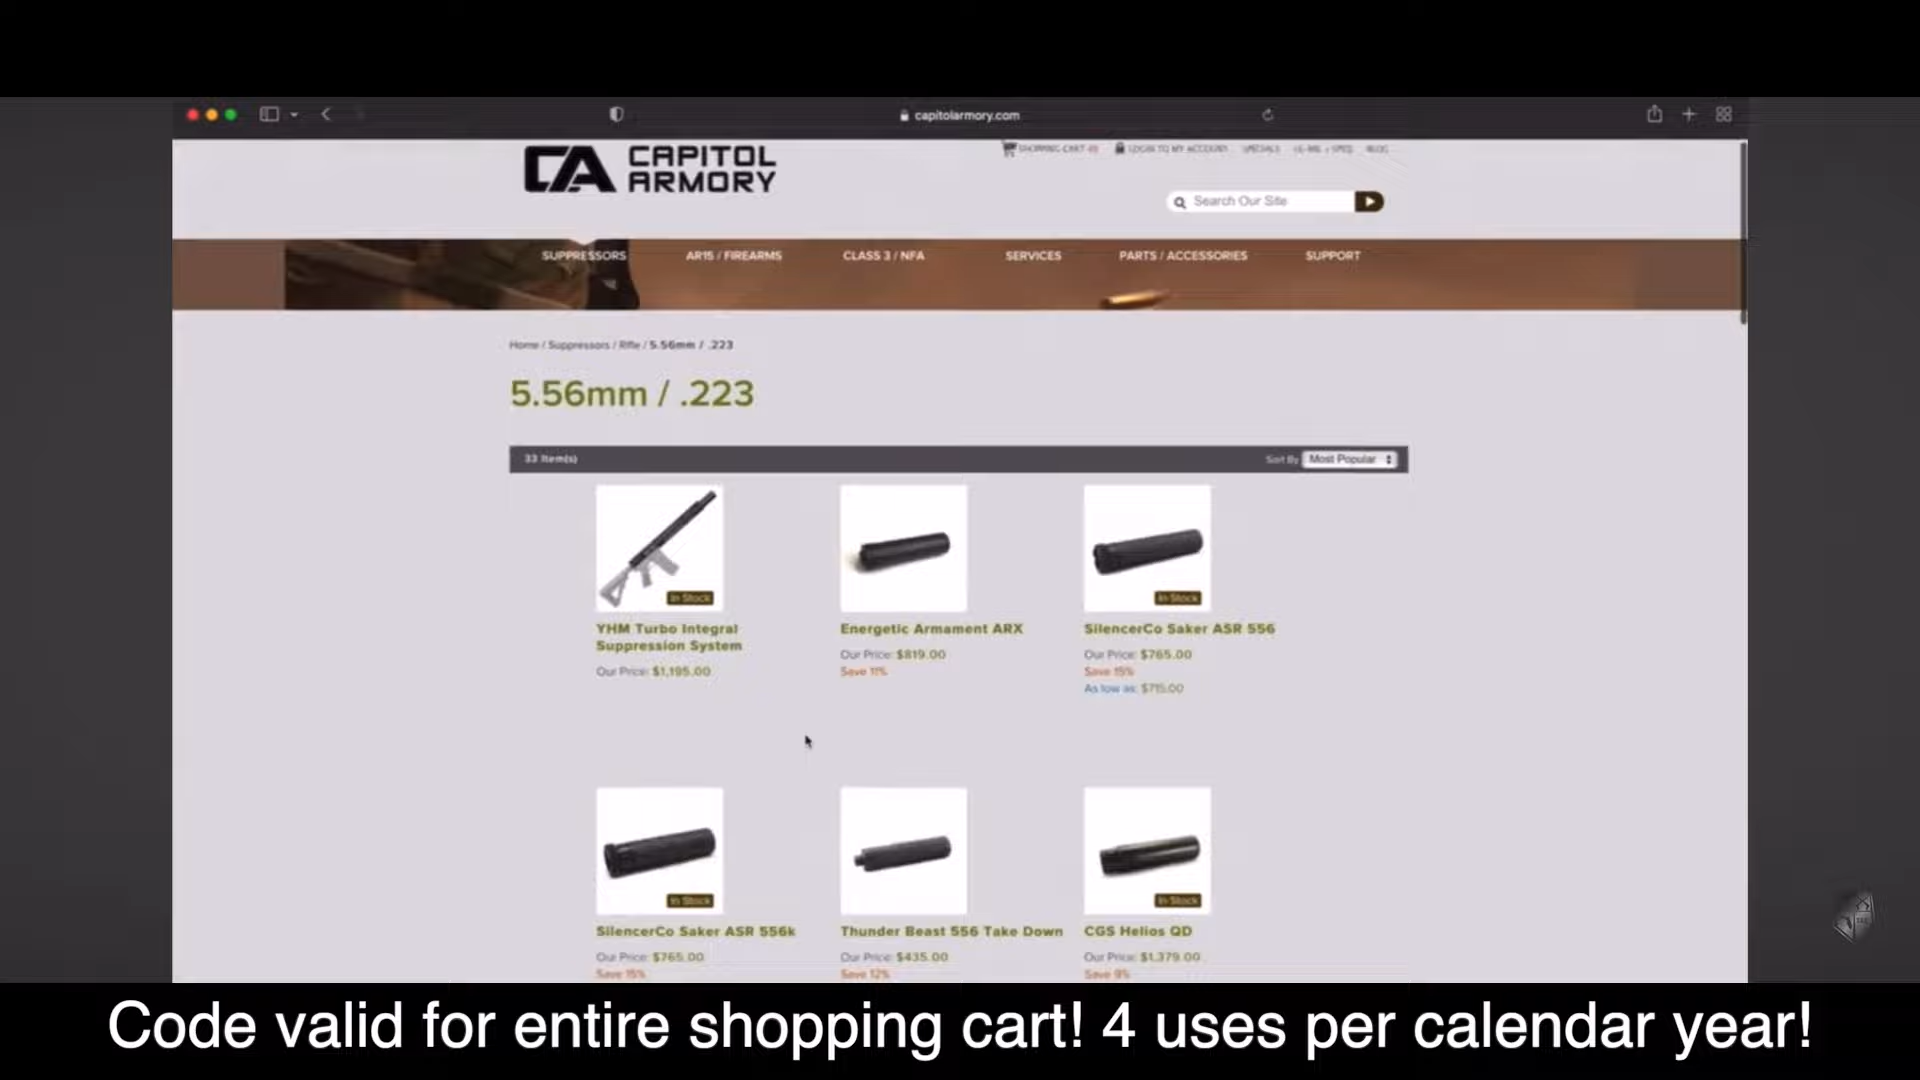 capitolarmory.com
CA CAPITOL ARMORY
SHOPPING CART LOGIN TO MY ACCOUNT SPECIALS BLOG
Search Our Site
SUPPRESSORS AR15 / FIREARMS CLASS 3 / NFA SERVICES PARTS / ACCESSORIES SUPPORT
Home / Suppressors / Rifle / 5.56mm / .223
5.56mm / .223
33 Item(s) Sort By Most Popular
In Stock In Stock
YHM Turbo Integral Energetic Armament ARX SilencerCo Saker ASR 556
Suppression System Our Price: $819.00 Our Price: $765.00
Our Price: $1,195.00 Save 11% Save 15%
As low as: $715.00
In Stock In Stock
SilencerCo Saker ASR 556k Thunder Beast 556 Take Down CGS Helios QD
Our Price: $765.00 Our Price: $435.00 Our Price: $1,379.00
Save 15% Save 12% Save 9%
Code valid for entire shopping cart! 4 uses per calendar year!